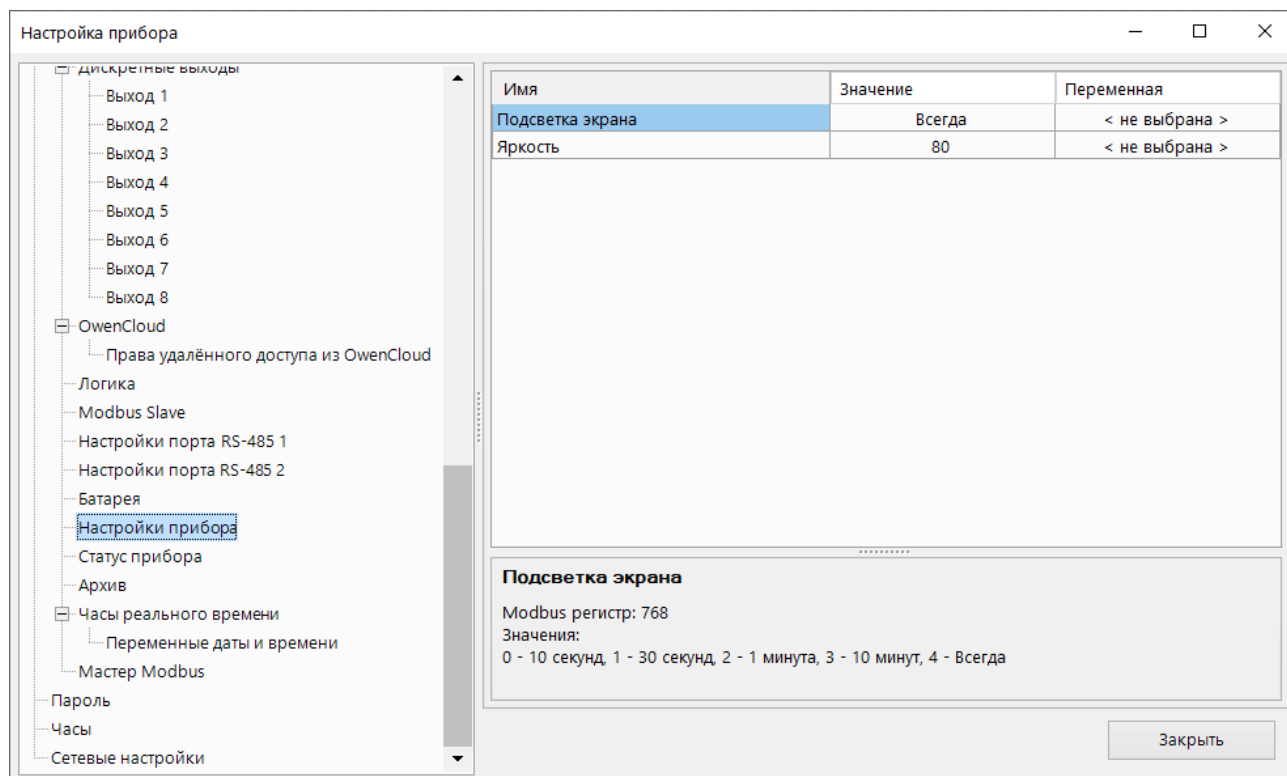 Настройка прибора
Дискретные выходы
Выход 1
Выход 2
Выход 3
Выход 4
Выход 5
Выход 6
Выход 7
Выход 8
OwenCloud
Права удалённого доступа из OwenCloud
Логика
Modbus Slave
Настройки порта RS-485 1
Настройки порта RS-485 2
Батарея
Настройки прибора
Статус прибора
Архив
Часы реального времени
Переменные даты и времени
Мастер Modbus
Пароль
Часы
Сетевые настройки
Имя Значение Переменная
Подсветка экрана Всегда < не выбрана >
Яркость 80 < не выбрана >
Подсветка экрана
Modbus регистр: 768
Значения:
0 - 10 секунд, 1 - 30 секунд, 2 - 1 минута, 3 - 10 минут, 4 - Всегда
Закрыть